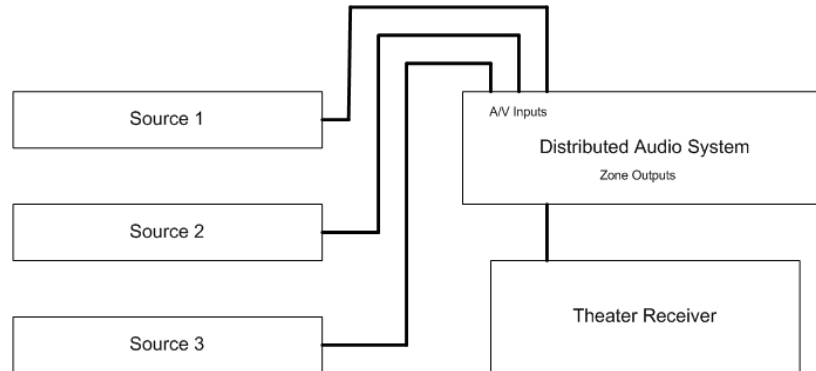 Source 1
Source 2
Source 3
A/V Inputs
Distributed Audio System
Zone Outputs
Theater Receiver